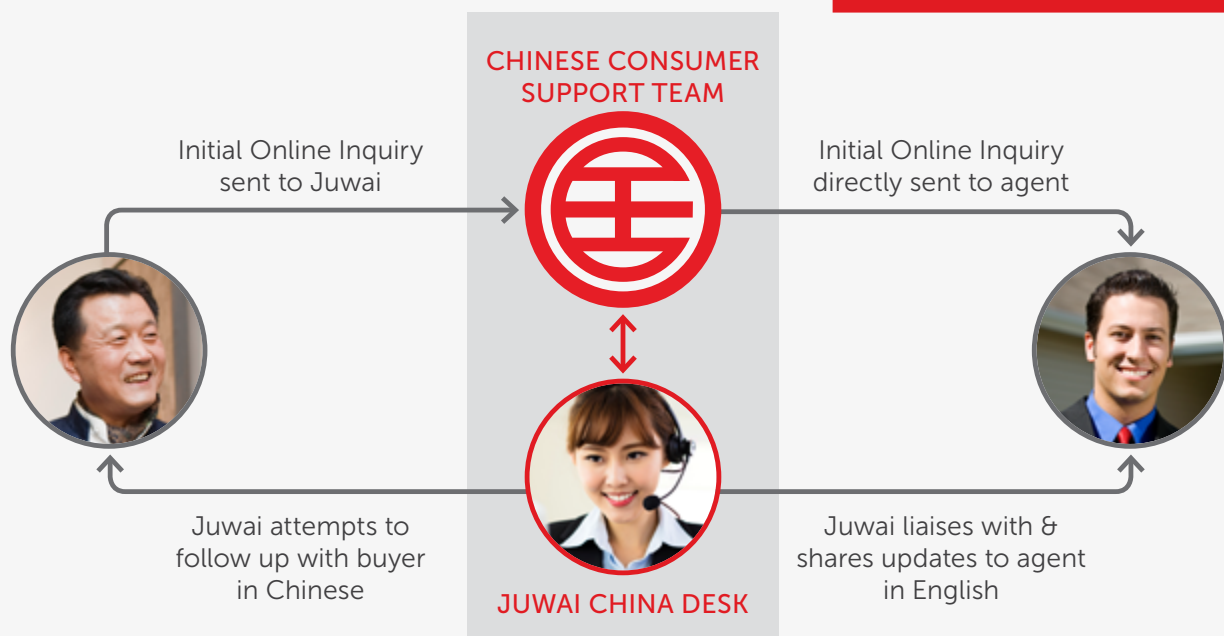 CHINESE CONSUMER
SUPPORT TEAM
Initial Online Inquiry
sent to Juwai
Initial Online Inquiry
directly sent to agent
Juwai attempts to
follow up with buyer
in Chinese
Juwai liaises with &
shares updates to agent
in English
JUWAI CHINA DESK